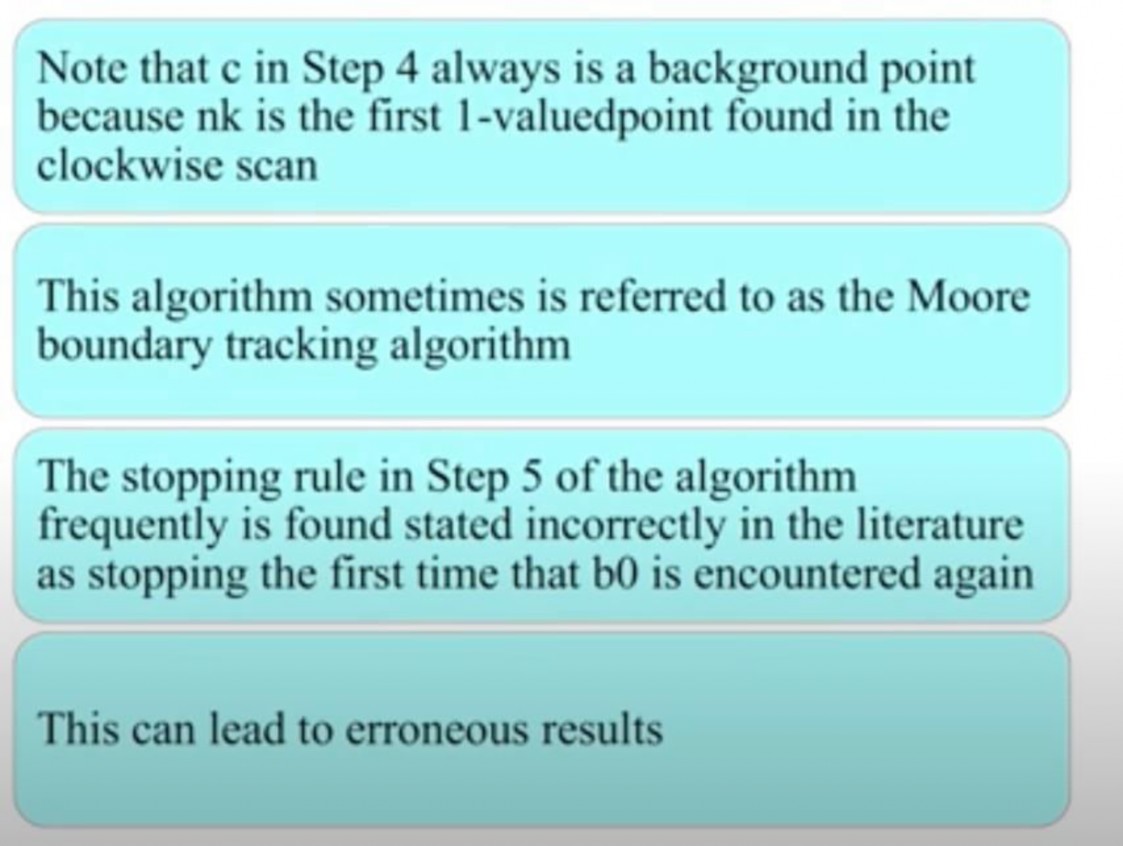 Note that c in Step 4 always is a background point
because nk is the first 1-valuedpoint found in the
clockwise scan
This algorithm sometimes is referred to as the Moore
boundary tracking algorithm
The stopping rule in Step 5 of the algorithm
frequently is found stated incorrectly in the literature
as stopping the first time that b0 is encountered again
This can lead to erroneous results